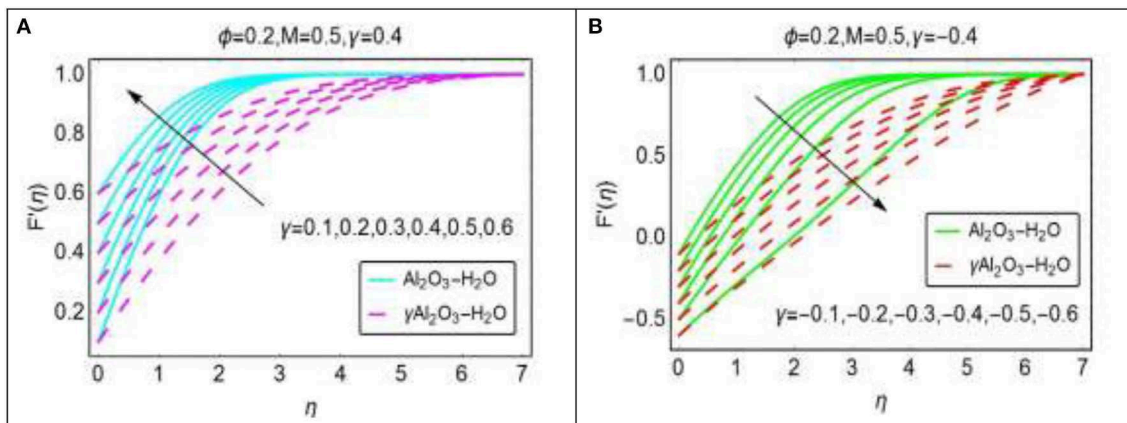 A
ϕ=0.2,M=0.5,γ=0.4
F'(η)
1.0
0.8
0.6
0.4
0.2
γ=0.1,0.2,0.3,0.4,0.5,0.6
Al₂O₃−H₂O
γAl₂O₃−H₂O
0 1 2 3 4 5 6 7
η
B
ϕ=0.2,M=0.5,γ=−0.4
F'(η)
1.0
0.5
0.0
−0.5
Al₂O₃−H₂O
γAl₂O₃−H₂O
γ=−0.1,−0.2,−0.3,−0.4,−0.5,−0.6
0 1 2 3 4 5 6 7
η